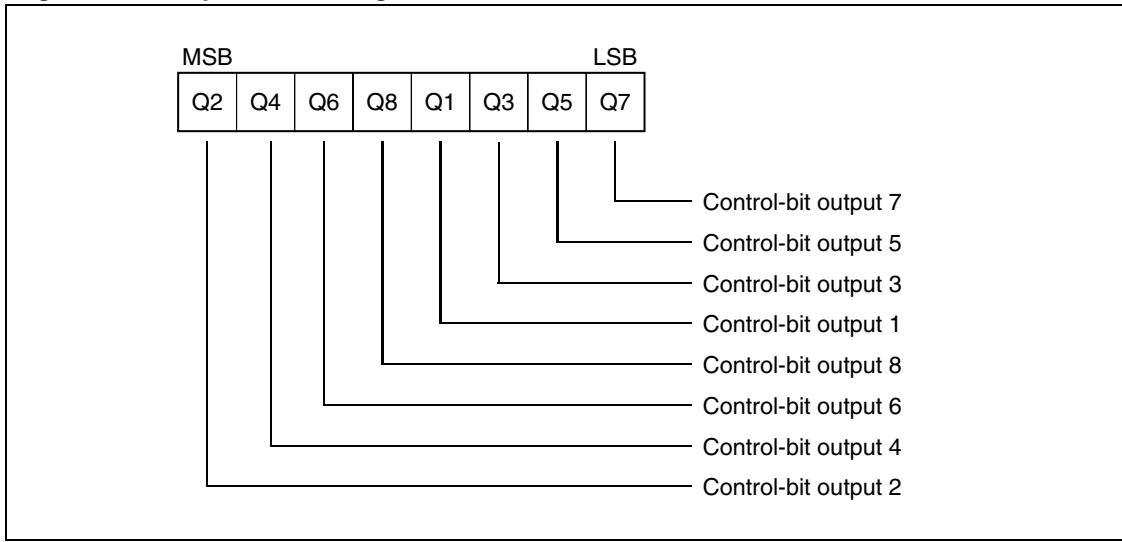 MSB LSB
Q2 Q4 Q6 Q8 Q1 Q3 Q5 Q7
Control-bit output 7
Control-bit output 5
Control-bit output 3
Control-bit output 1
Control-bit output 8
Control-bit output 6
Control-bit output 4
Control-bit output 2